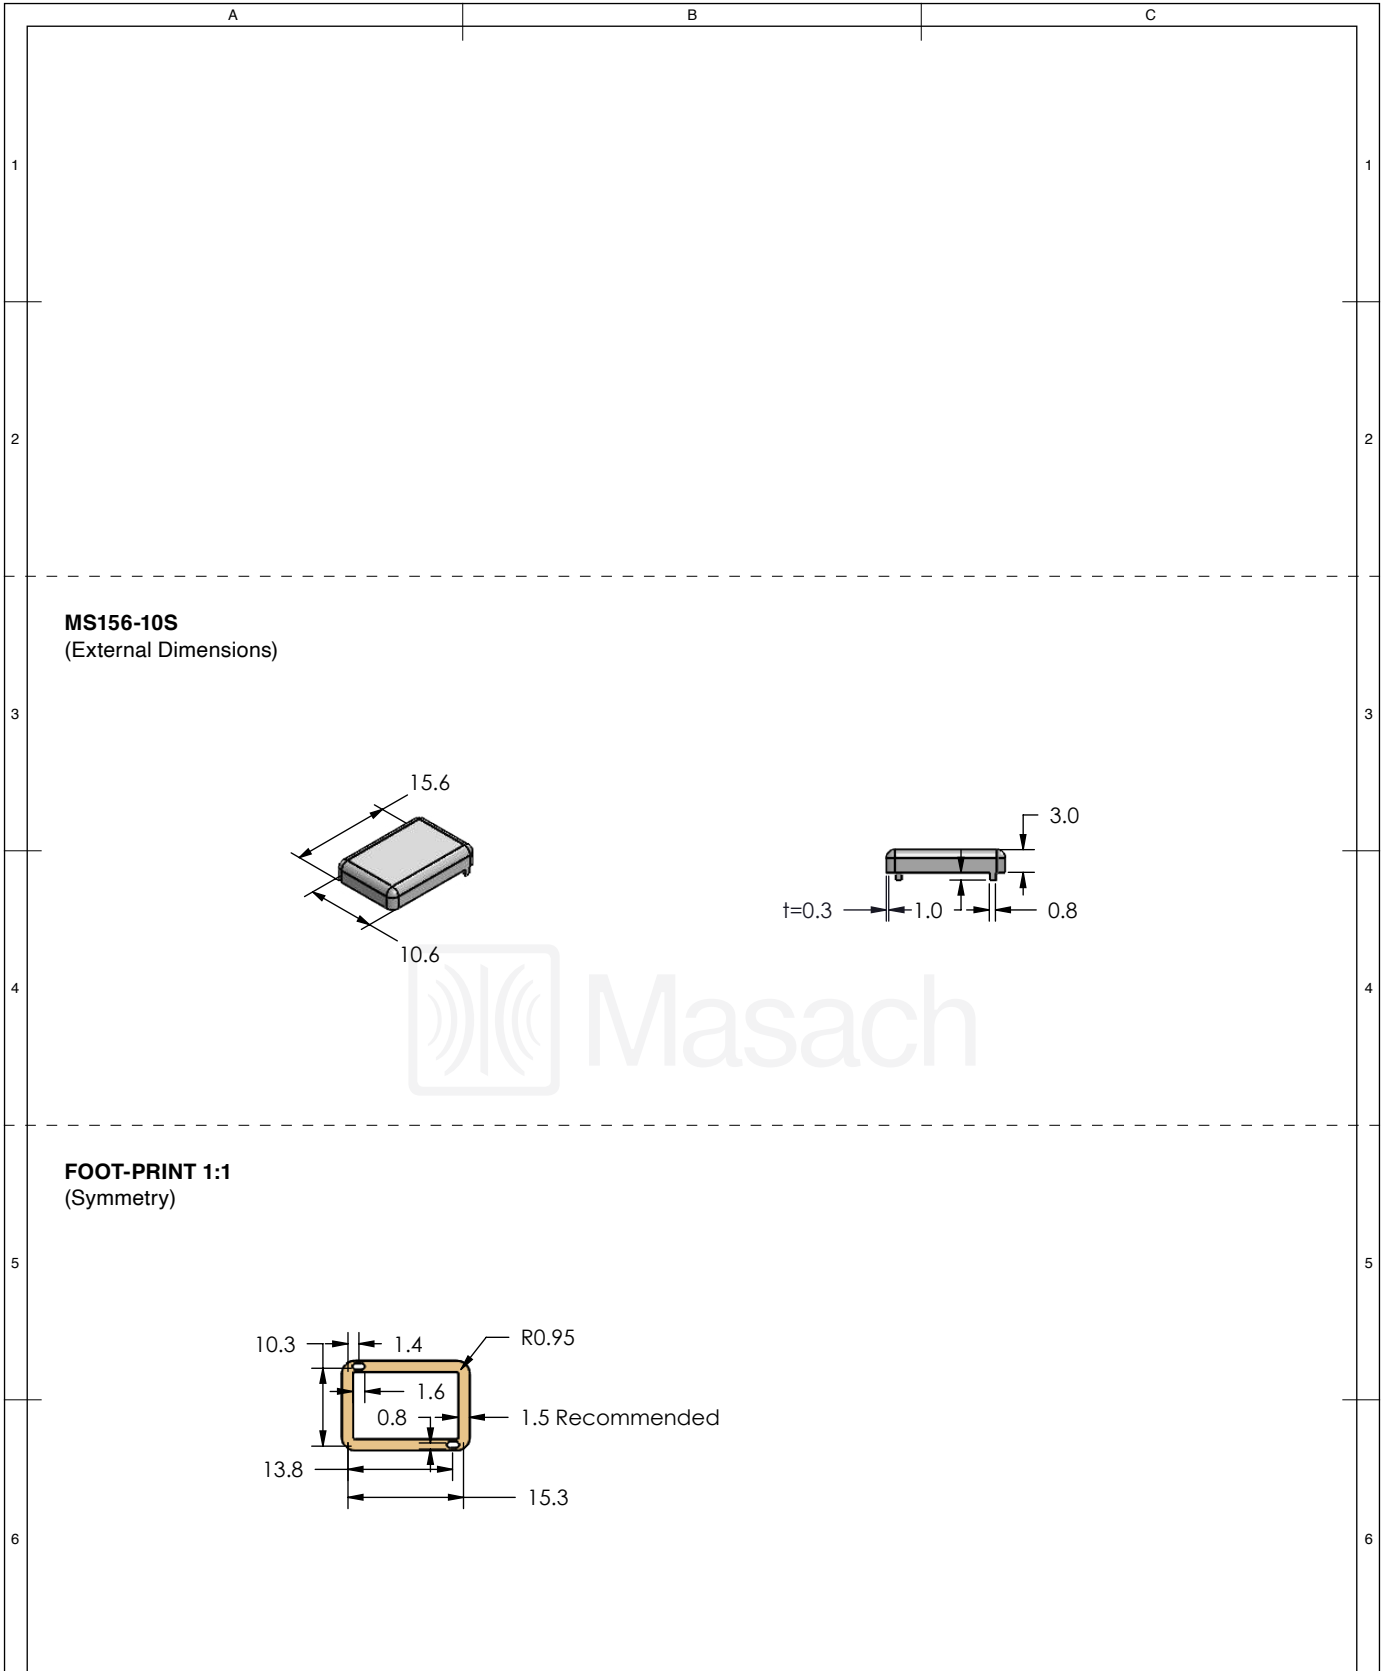 A B C
1 1
2 2
MS156-10S
(External Dimensions)
3 3
15.6
3.0
t=0.3 1.0 0.8
10.6
Masach
4 4
FOOT-PRINT 1:1
(Symmetry)
5 5
10.3 1.4 R0.95
1.6
0.8 1.5 Recommended
13.8
15.3
6 6